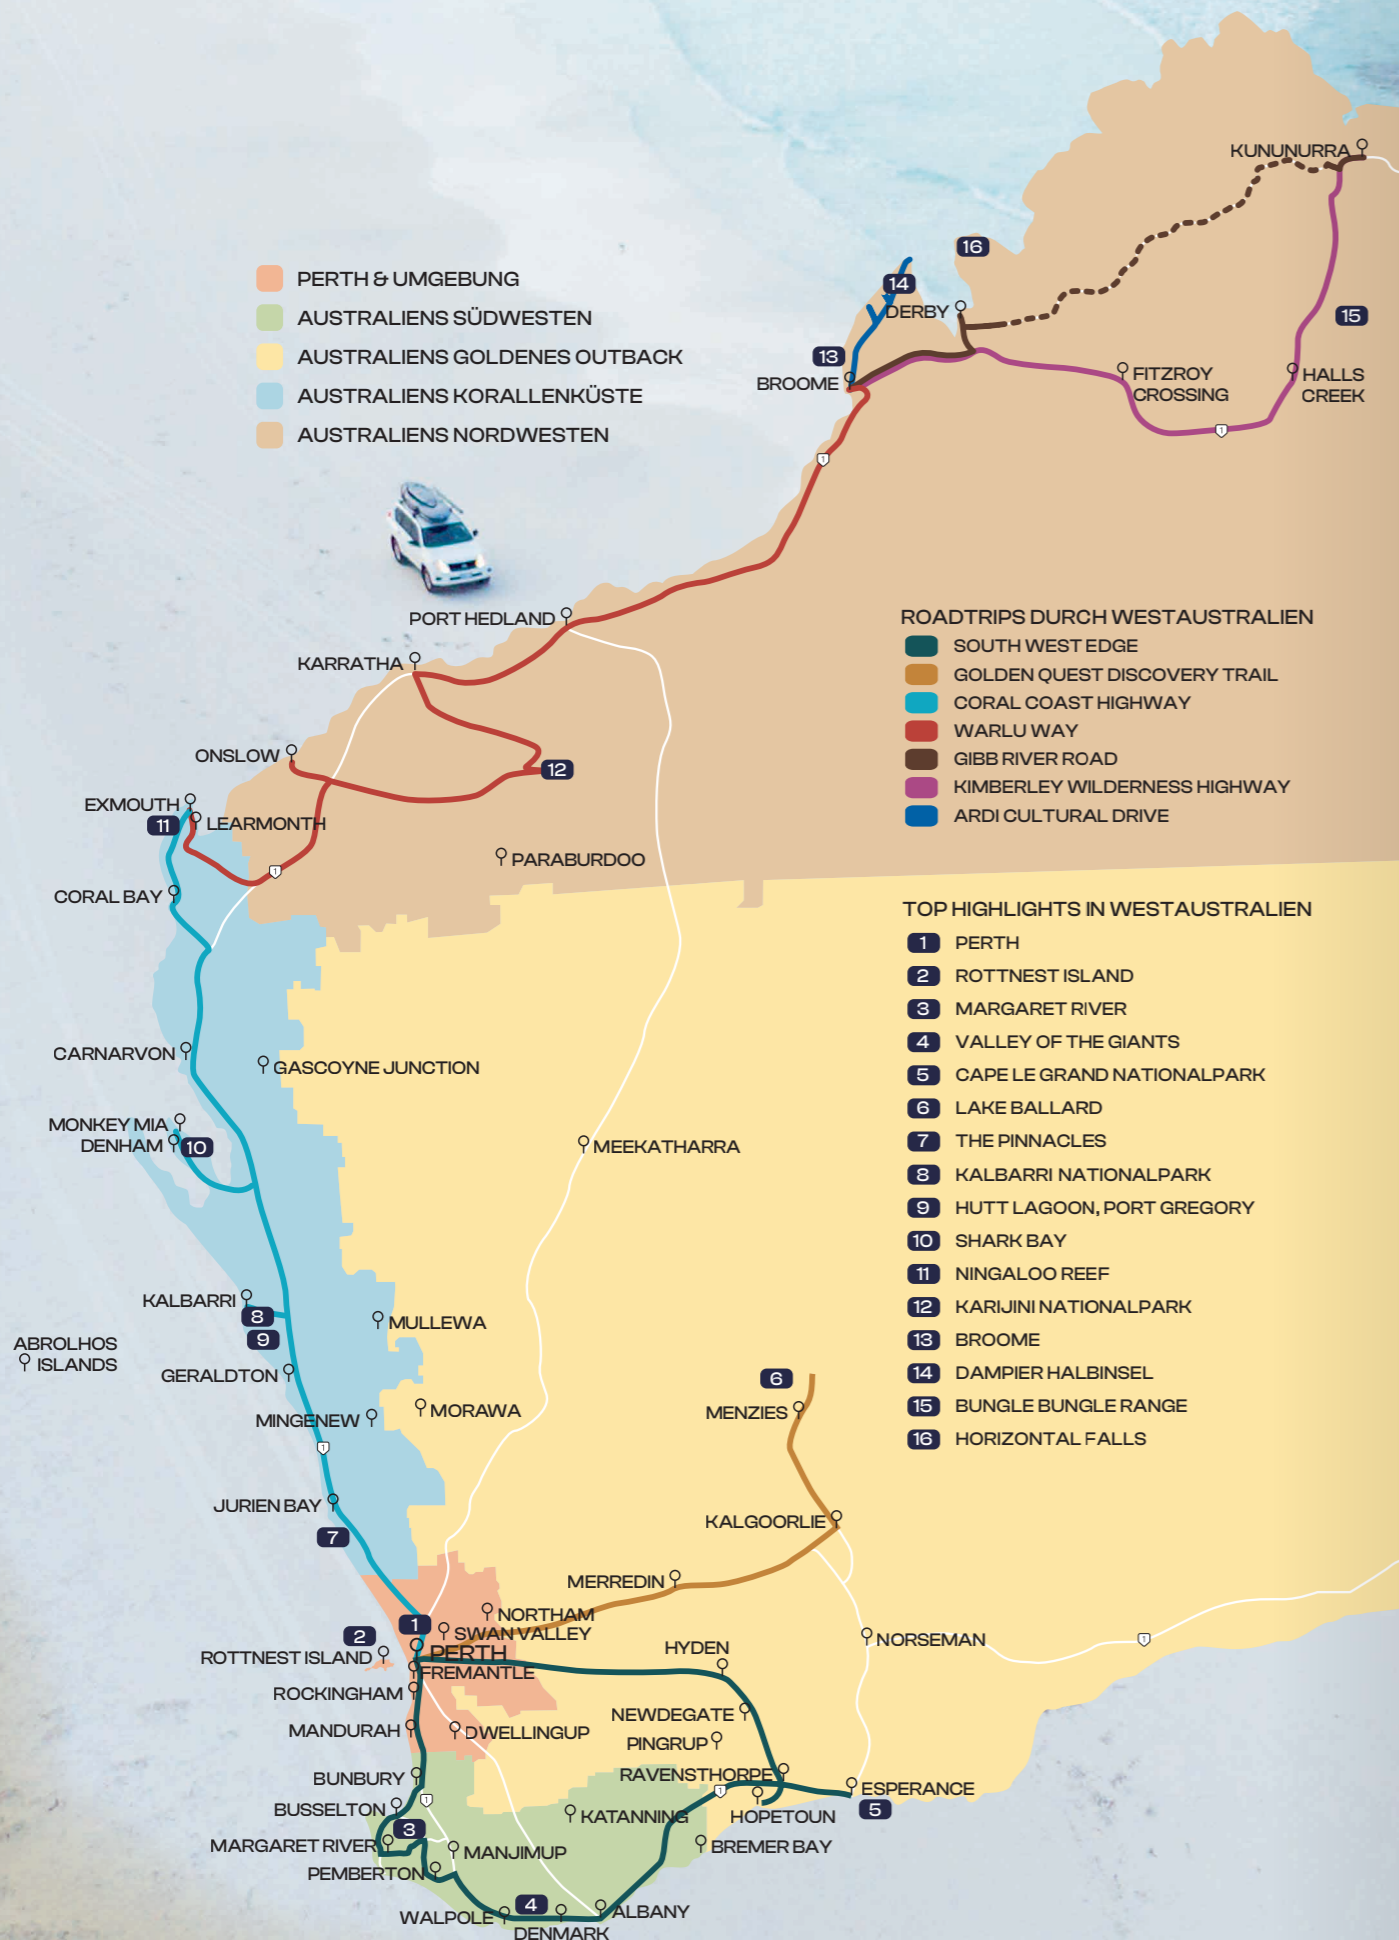 PERTH & UMGEBUNG
AUSTRALIENS SÜDWESTEN
AUSTRALIENS GOLDENES OUTBACK
AUSTRALIENS KORALLENKÜSTE
AUSTRALIENS NORDWESTEN
KUNUNURRA
16
14
DERBY
15
13
BROOME
FITZROY
CROSSING
HALLS
CREEK
1
1
PORT HEDLAND
KARRATHA
ONSLOW
12
EXMOUTH
11
LEARMONTH
1
PARABURDOO
CORAL BAY
ROADTRIPS DURCH WESTAUSTRALIEN
SOUTH WEST EDGE
GOLDEN QUEST DISCOVERY TRAIL
CORAL COAST HIGHWAY
WARLU WAY
GIBB RIVER ROAD
KIMBERLEY WILDERNESS HIGHWAY
ARDI CULTURAL DRIVE
TOP HIGHLIGHTS IN WESTAUSTRALIEN
1 PERTH
2 ROTTNEST ISLAND
3 MARGARET RIVER
4 VALLEY OF THE GIANTS
5 CAPE LE GRAND NATIONALPARK
6 LAKE BALLARD
7 THE PINNACLES
8 KALBARRI NATIONALPARK
9 HUTT LAGOON, PORT GREGORY
10 SHARK BAY
11 NINGALOO REEF
12 KARIJINI NATIONALPARK
13 BROOME
14 DAMPIER HALBINSEL
15 BUNGLE BUNGLE RANGE
16 HORIZONTAL FALLS
CARNARVON
GASCOYNE JUNCTION
MONKEY MIA
DENHAM
10
MEEKATHARRA
KALBARRI
8
9
MULLEWA
ABROLHOS
ISLANDS
GERALDTON
6
MENZIES
MINGENEW
MORAWA
1
JURIEN BAY
7
KALGOORLIE
MERREDIN
NORTHAM
1
SWAN VALLEY
2
ROTTNEST ISLAND
PERTH
FREMANTLE
HYDEN
NORSEMAN
1
ROCKINGHAM
MANDURAH
DWELLINGUP
NEWDEGATE
PINGRUP
BUNBURY
RAVENSTHORPE
1
ESPERANCE
5
BUSSELTON
1
KATANNING
HOPETOUN
3
MARGARET RIVER
MANJIMUP
BREMER BAY
PEMBERTON
4
WALPOLE
DENMARK
ALBANY